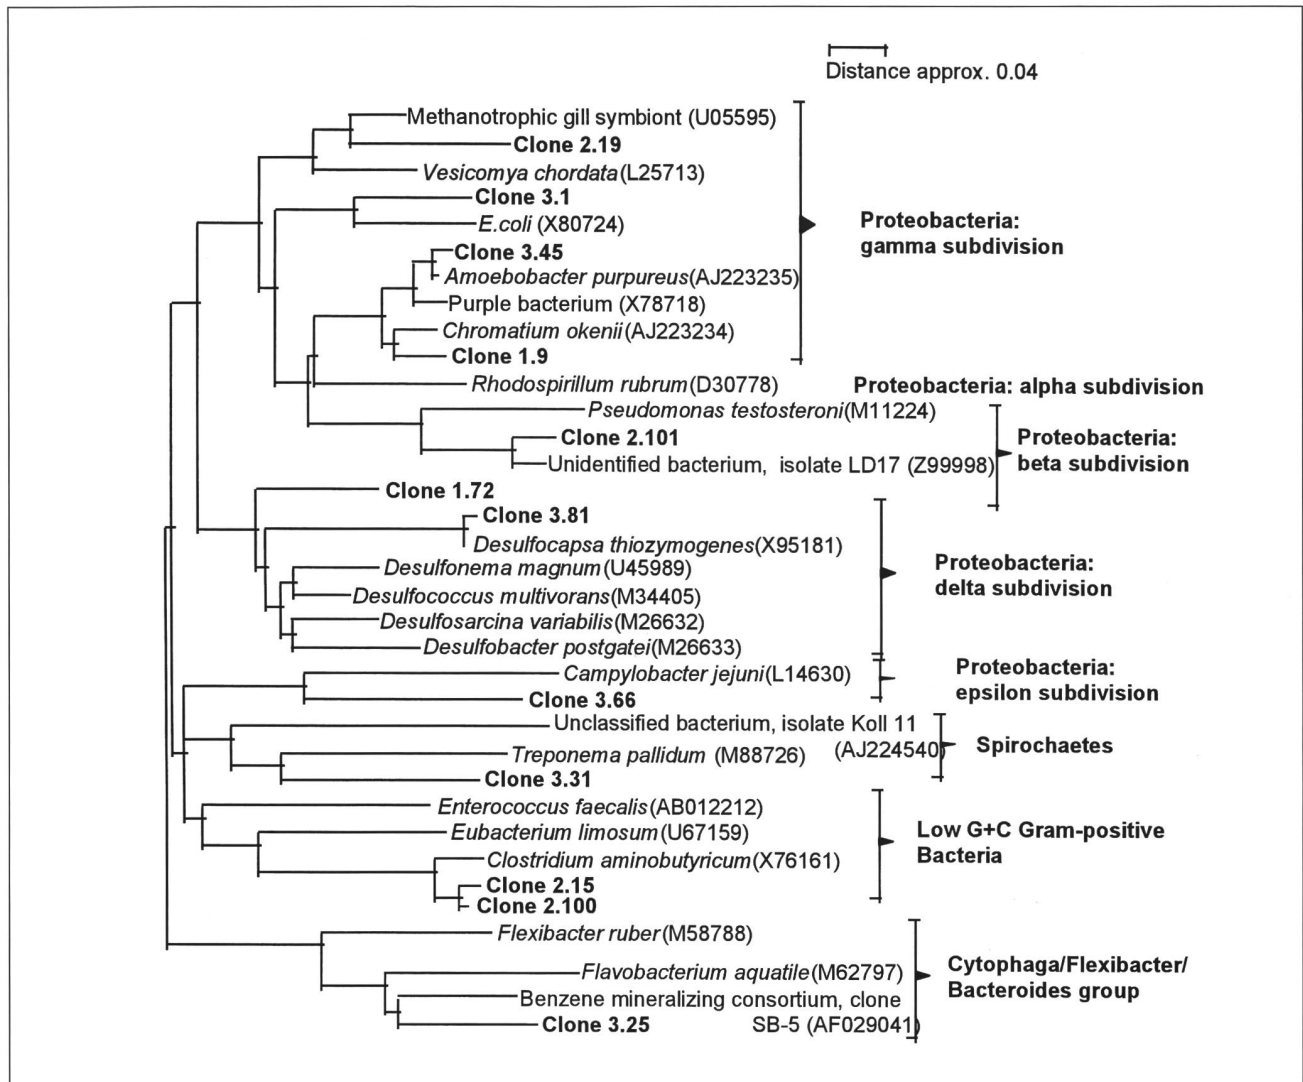 Distance approx. 0.04
Methanotrophic gill symbiont (U05595)
Clone 2.19
Vesicomya chordata(L25713)
Clone 3.1
E.coli (X80724)
Proteobacteria:
gamma subdivision
Clone 3.45
Amoebobacter purpureus(AJ223235)
Purple bacterium (X78718)
Chromatium okenii(AJ223234)
Clone 1.9
Rhodospirillum rubrum(D30778) Proteobacteria: alpha subdivision
Pseudomonas testosteroni(M11224)
Clone 2.101
Unidentified bacterium, isolate LD17 (Z99998)
Proteobacteria:
beta subdivision
Clone 1.72
Clone 3.81
Desulfocapsa thiozymogenes(X95181)
Desulfonema magnum(U45989)
Desulfococcus multivorans(M34405)
Desulfosarcina variabilis(M26632)
Desulfobacter postgatei(M26633)
Proteobacteria:
delta subdivision
Campylobacter jejuni(L14630)
Clone 3.66
Proteobacteria:
epsilon subdivision
Unclassified bacterium, isolate Koll 11
(AJ224540)
Treponema pallidum (M88726)
Clone 3.31
Spirochaetes
Enterococcus faecalis(AB012212)
Eubacterium limosum(U67159)
Clostridium aminobutyricum(X76161)
Clone 2.15
Clone 2.100
Low G+C Gram-positive
Bacteria
Flexibacter ruber(M58788)
Flavobacterium aquatile(M62797)
Benzene mineralizing consortium, clone
SB-5 (AF029041)
Clone 3.25
Cytophaga/Flexibacter/
Bacteroides group